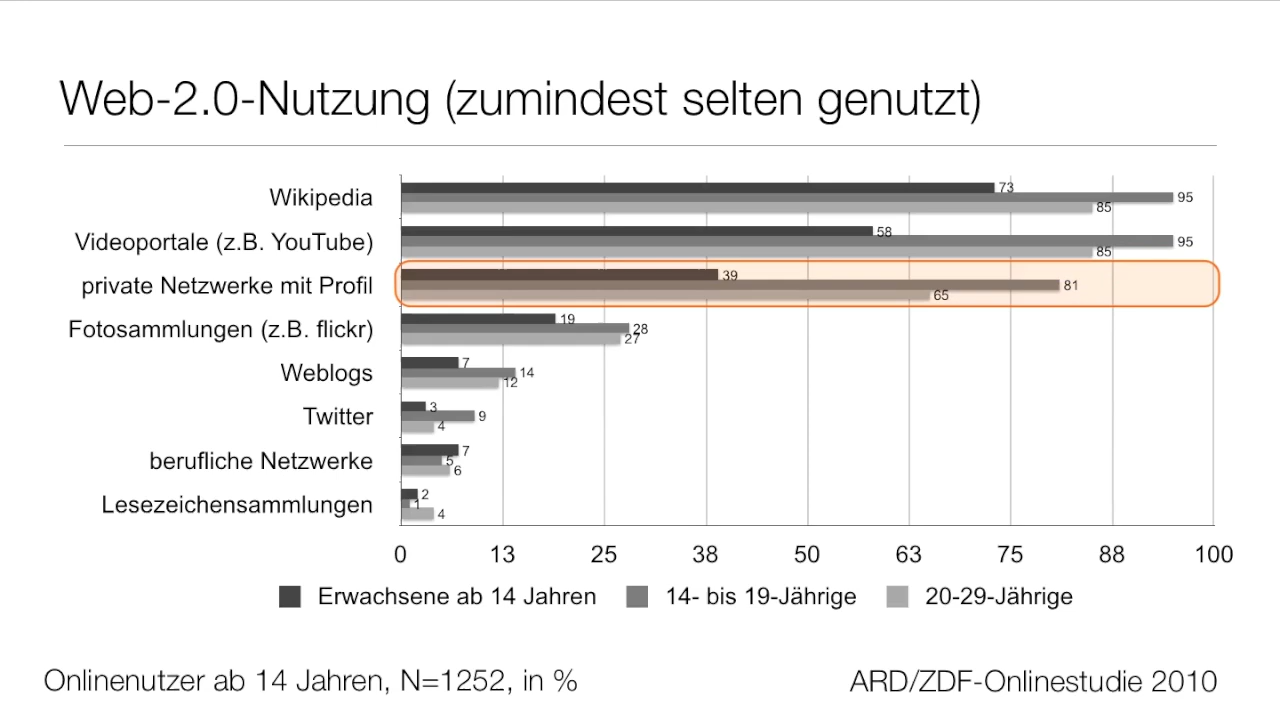 Web-2.0-Nutzung (zumindest selten genutzt)
Wikipedia
73
95
85
Videoportale (z.B. YouTube)
58
95
85
private Netzwerke mit Profil
39
81
65
Fotosammlungen (z.B. flickr)
19
28
27
Weblogs
7
14
12
Twitter
3
9
4
berufliche Netzwerke
7
5
6
Lesezeichensammlungen
2
1
4
0 13 25 38 50 63 75 88 100
Erwachsene ab 14 Jahren 14- bis 19-Jährige 20-29-Jährige
Onlinenutzer ab 14 Jahren, N=1252, in % ARD/ZDF-Onlinestudie 2010